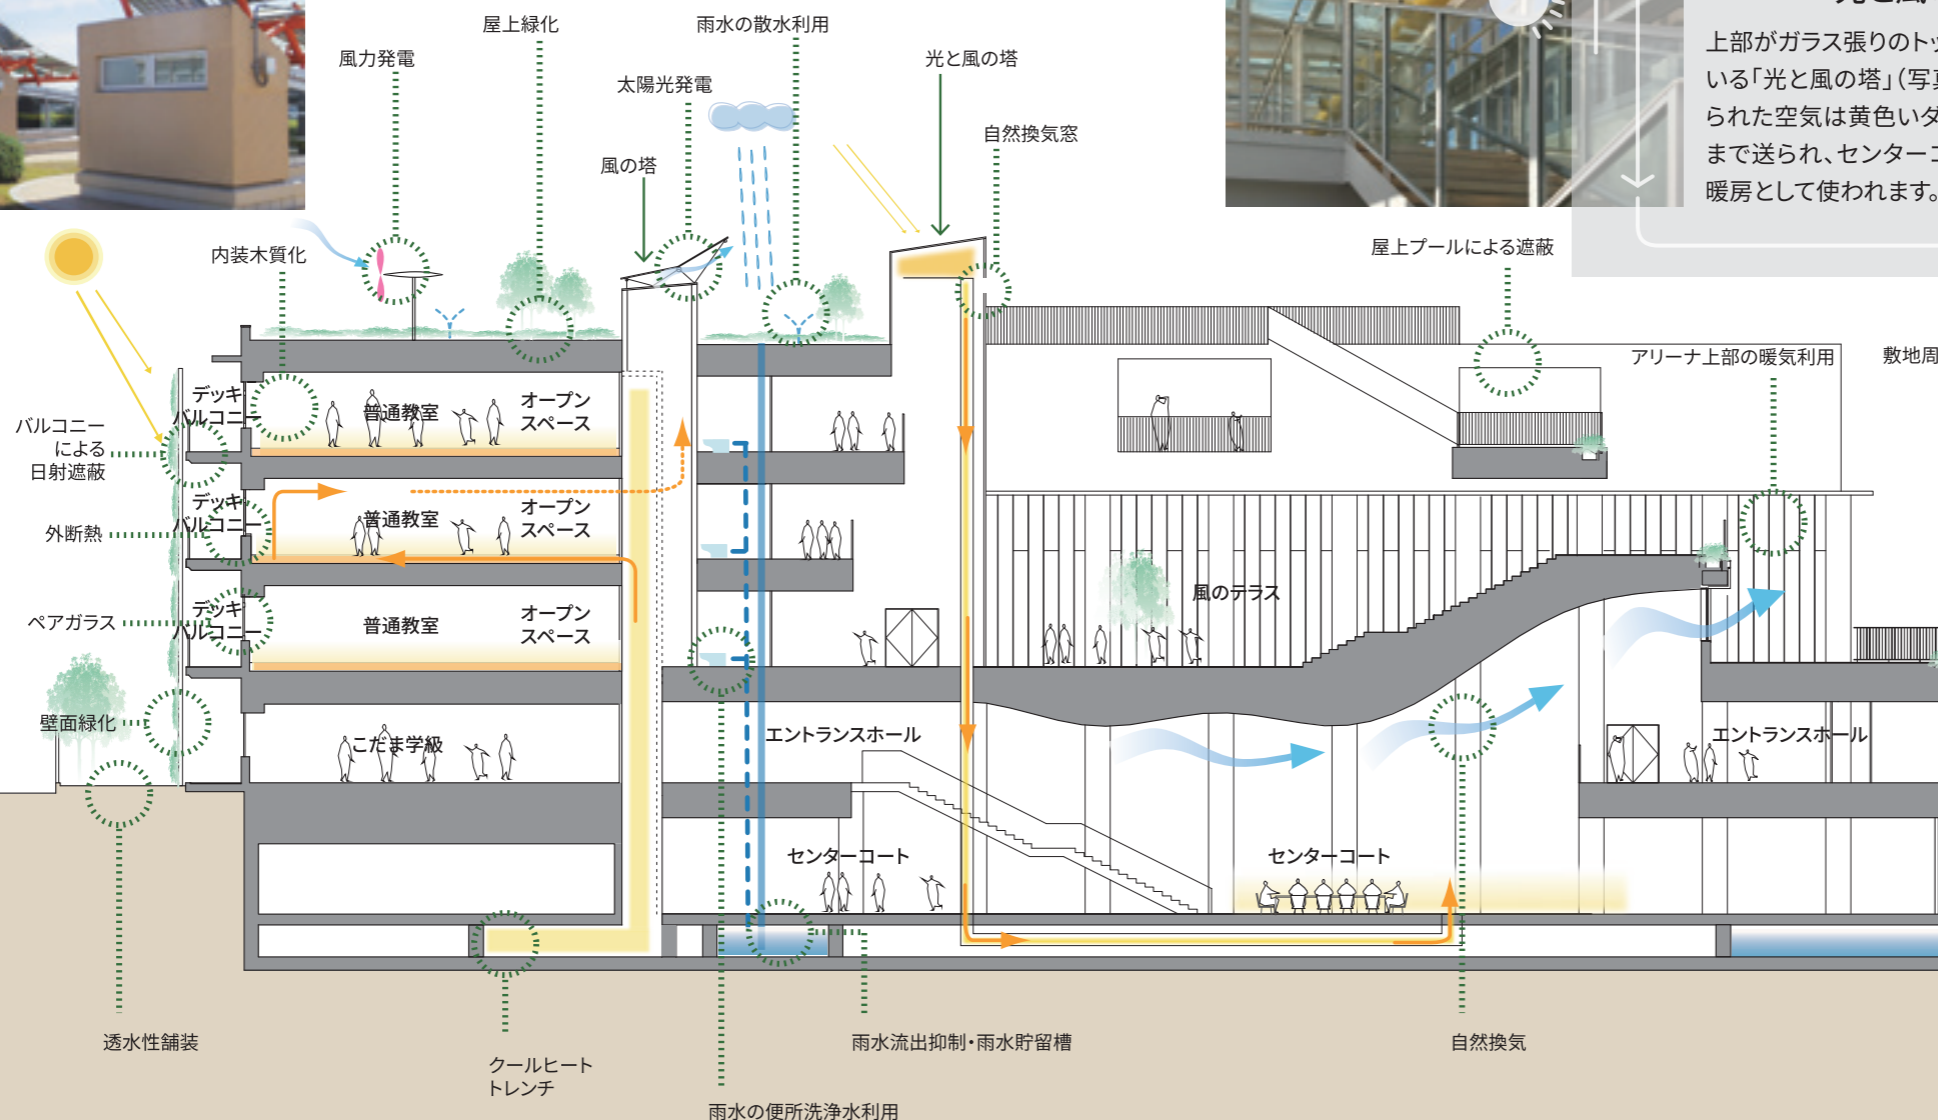 屋上緑化
雨水の散水利用
風力発電
光と風の塔
太陽光発電
自然換気窓
風の塔
内装木質化
上部がガラス張りのトッ
いる「光と風の塔」（写真
られた空気は黄色いダ
まで送られ、センターコ
暖房として使われます。
屋上プールによる遮蔽
アリーナ上部の暖気利用
敷地周
デッキ
バルコニー
普通教室
オープン
スペース
バルコニー
による
日射遮蔽
デッキ
バルコニー
普通教室
オープン
スペース
外断熱
デッキ
バルコニー
普通教室
オープン
スペース
ペアガラス
風のテラス
壁面緑化
こだま学級
エントランスホール
エントランスホール
センターコート
センターコート
透水性舗装
クールヒート
トレンチ
雨水流出抑制・雨水貯留槽
自然換気
雨水の便所洗浄水利用